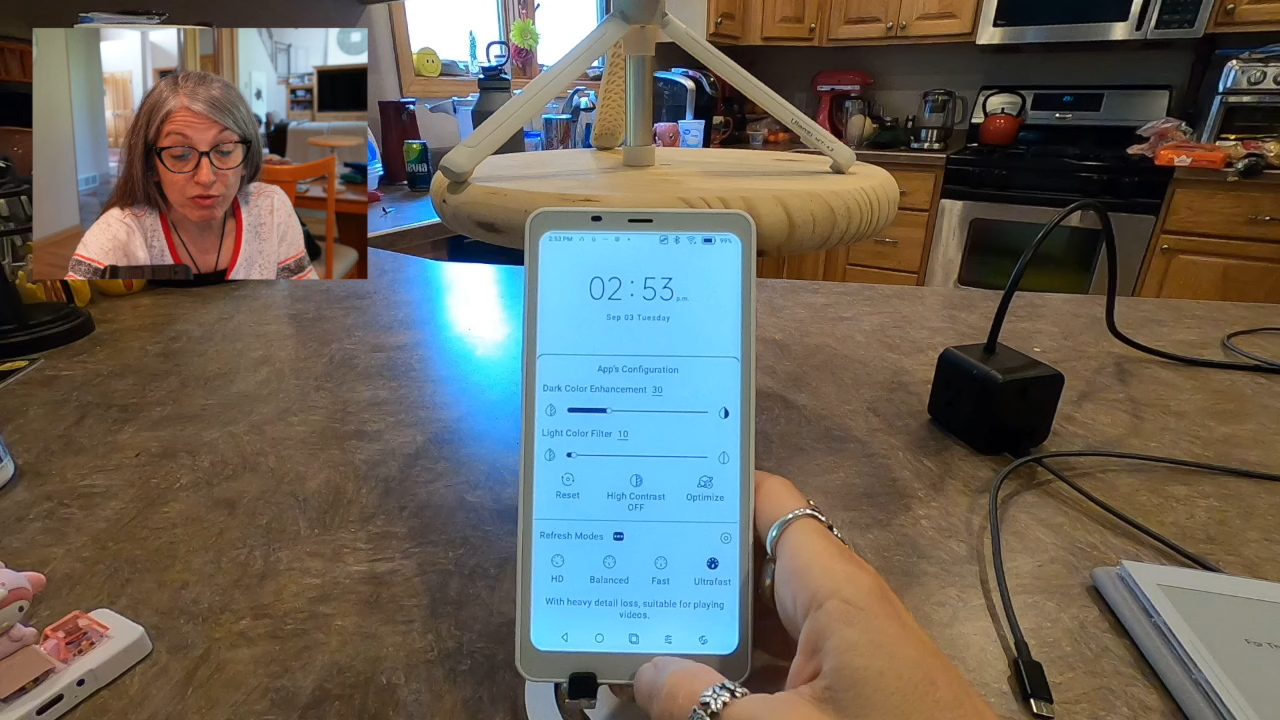 2:53 PM
99%
02:53 p.m.
Sep 03 Tuesday
App's Configuration
Dark Color Enhancement 30
Light Color Filter 10
Reset
High Contrast
OFF
Optimize
Refresh Modes
HD
Balanced
Fast
Ultrafast
With heavy detail loss, suitable for playing
videos.